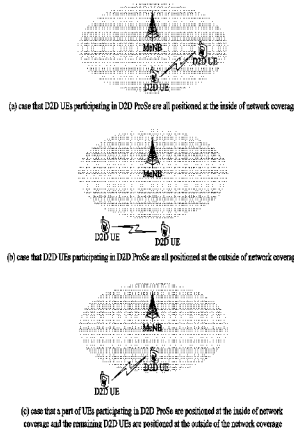 MeNB
D2D UE
D2D UE
(a) case that D2D UEs participating in D2D ProSe are all positioned at the inside of network coverag
MeNB
D2D UE
D2D UE
(b) case that D2D UEs participating in D2D ProSe are all positioned at the outside of network coverag
MeNB
D2D UE
D2D UE
(c) case that a part of UEs participating in D2D ProSe are positioned at the inside of network
coverage and the remaining D2D UEs are positioned at the outside of the network coverage